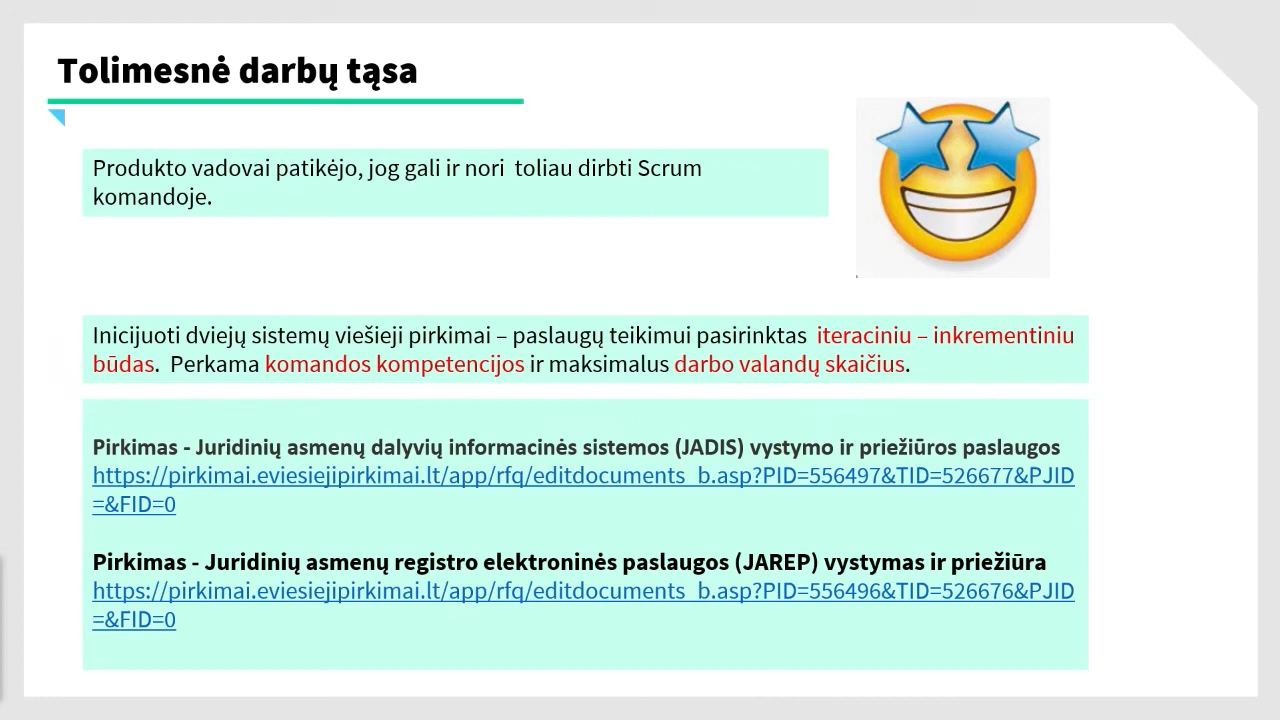 Tolimesnė darbų tąsa
Produkto vadovai patikėjo, jog gali ir nori  toliau dirbti Scrum
komandoje.
Inicijuoti dviejų sistemų viešieji pirkimai – paslaugų teikimui pasirinktas  iteraciniu – inkrementiniu
būdas.  Perkama komandos kompetencijos ir maksimalus darbo valandų skaičius.
Pirkimas - Juridinių asmenų dalyvių informacinės sistemos (JADIS) vystymo ir priežiūros paslaugos
https://pirkimai.eviesiejipirkimai.lt/app/rfq/editdocuments_b.asp?PID=556497&TID=526677&PJID
=&FID=0
Pirkimas - Juridinių asmenų registro elektroninės paslaugos (JAREP) vystymas ir priežiūra
https://pirkimai.eviesiejipirkimai.lt/app/rfq/editdocuments_b.asp?PID=556496&TID=526676&PJID
=&FID=0